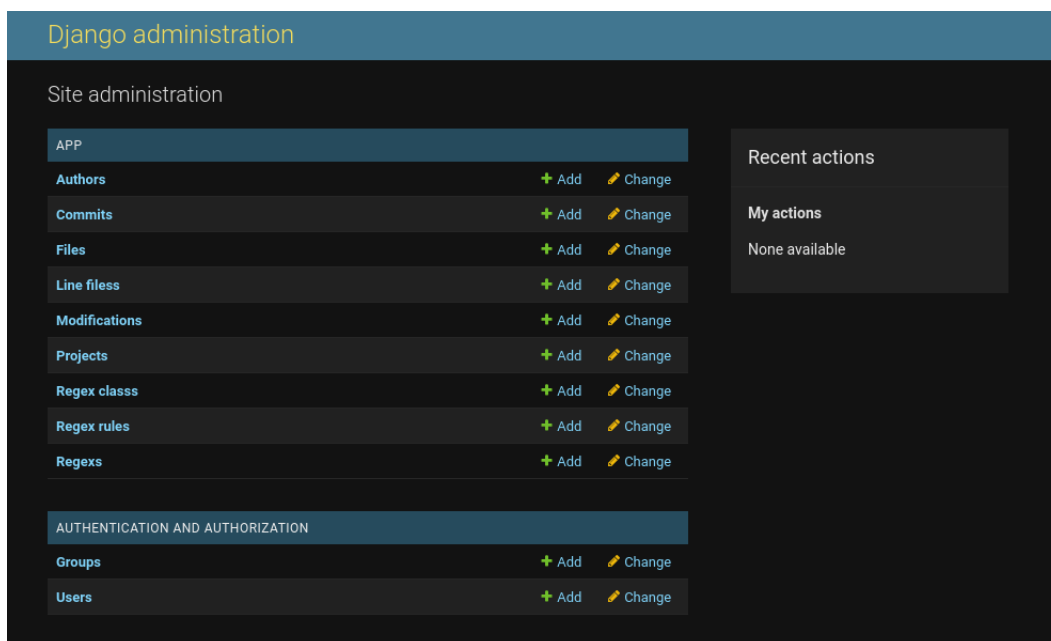 Django administration
Site administration
APP
Authors Add Change
Commits Add Change
Files Add Change
Line filess Add Change
Modifications Add Change
Projects Add Change
Regex classs Add Change
Regex rules Add Change
Regexs Add Change
AUTHENTICATION AND AUTHORIZATION
Groups Add Change
Users Add Change
Recent actions
My actions
None available